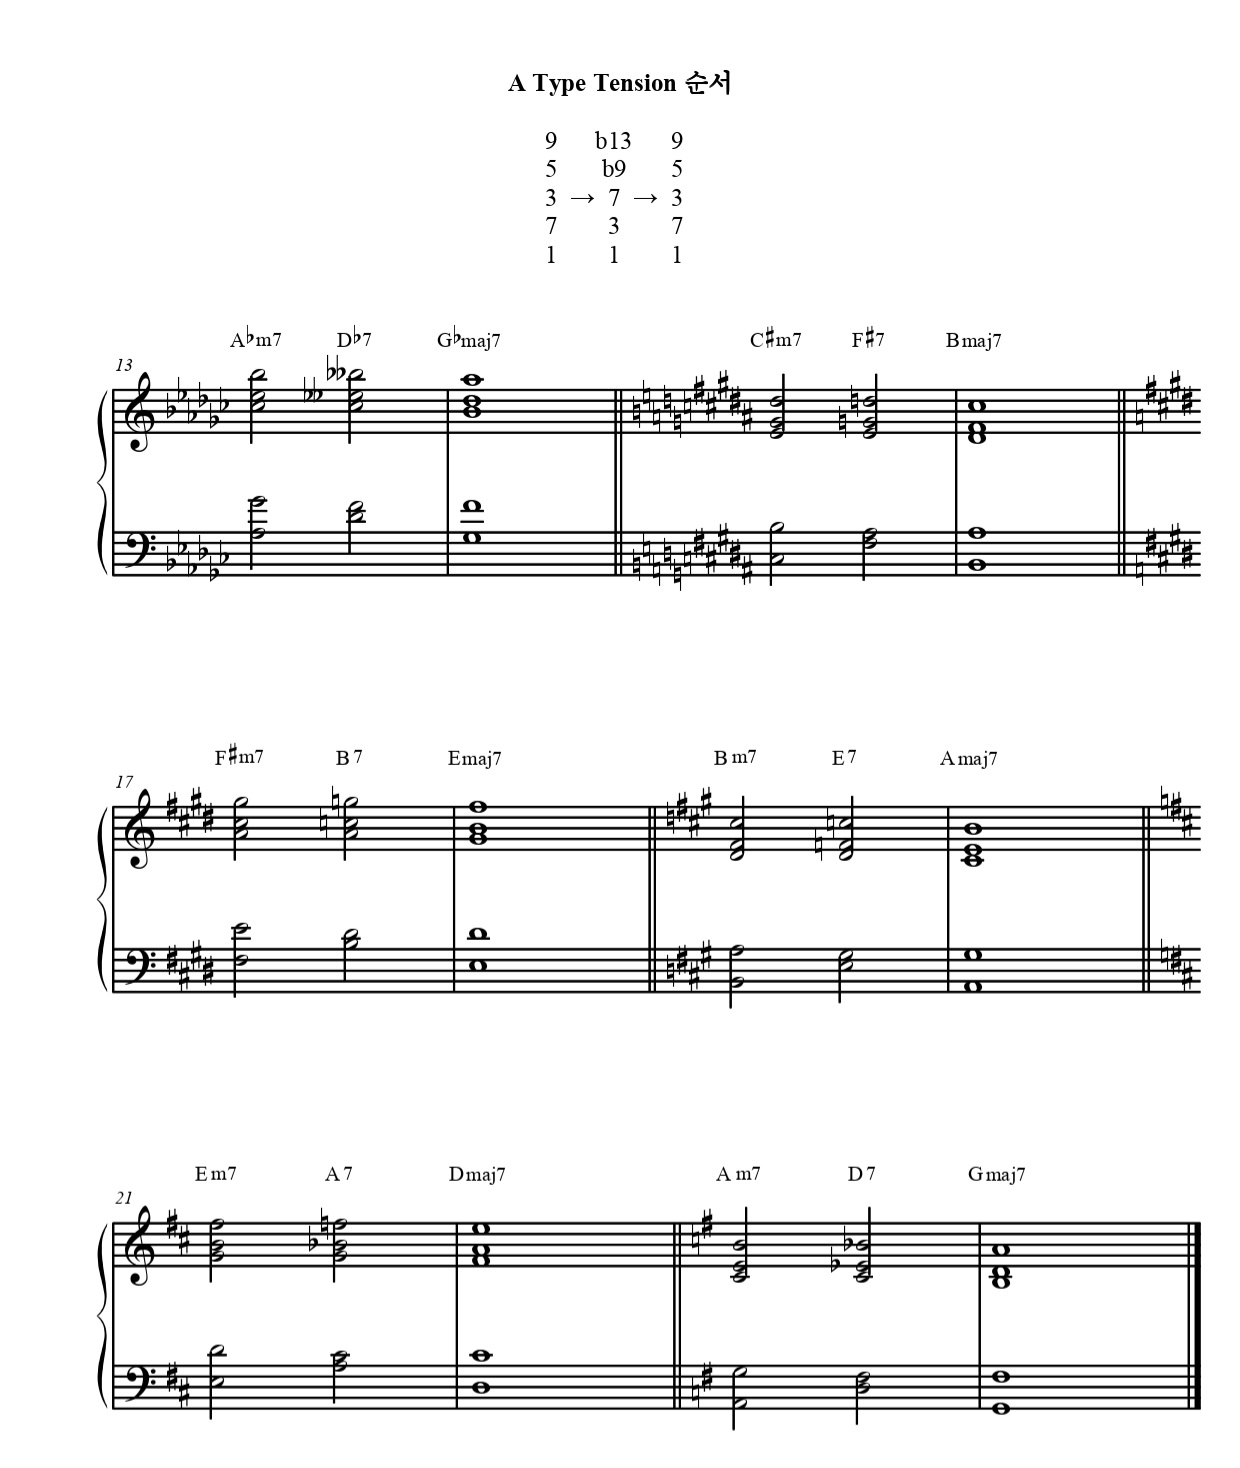 A Type Tension 순서
9 b13 9
5 b9 5
3 → 7 → 3
7 3 7
1 1 1
A♭m7 D♭7 G♭maj7 C♯m7 F♯7 Bmaj7
13
F♯m7 B7 Emaj7 Bm7 E7 Amaj7
17
Em7 A7 Dmaj7 Am7 D7 Gmaj7
21